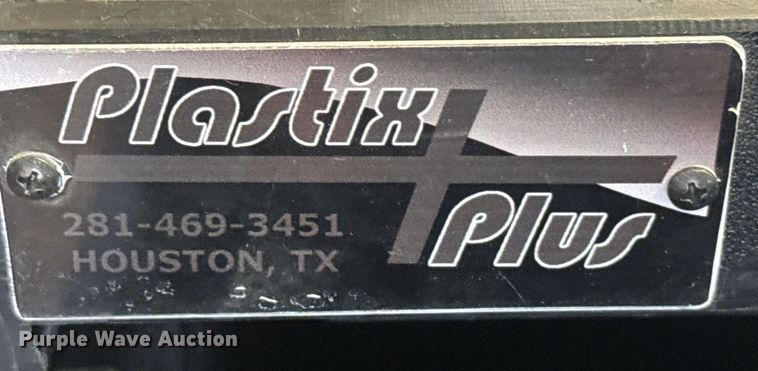 Plastix
Plus
281-469-3451
HOUSTON, TX
Purple Wave Auction